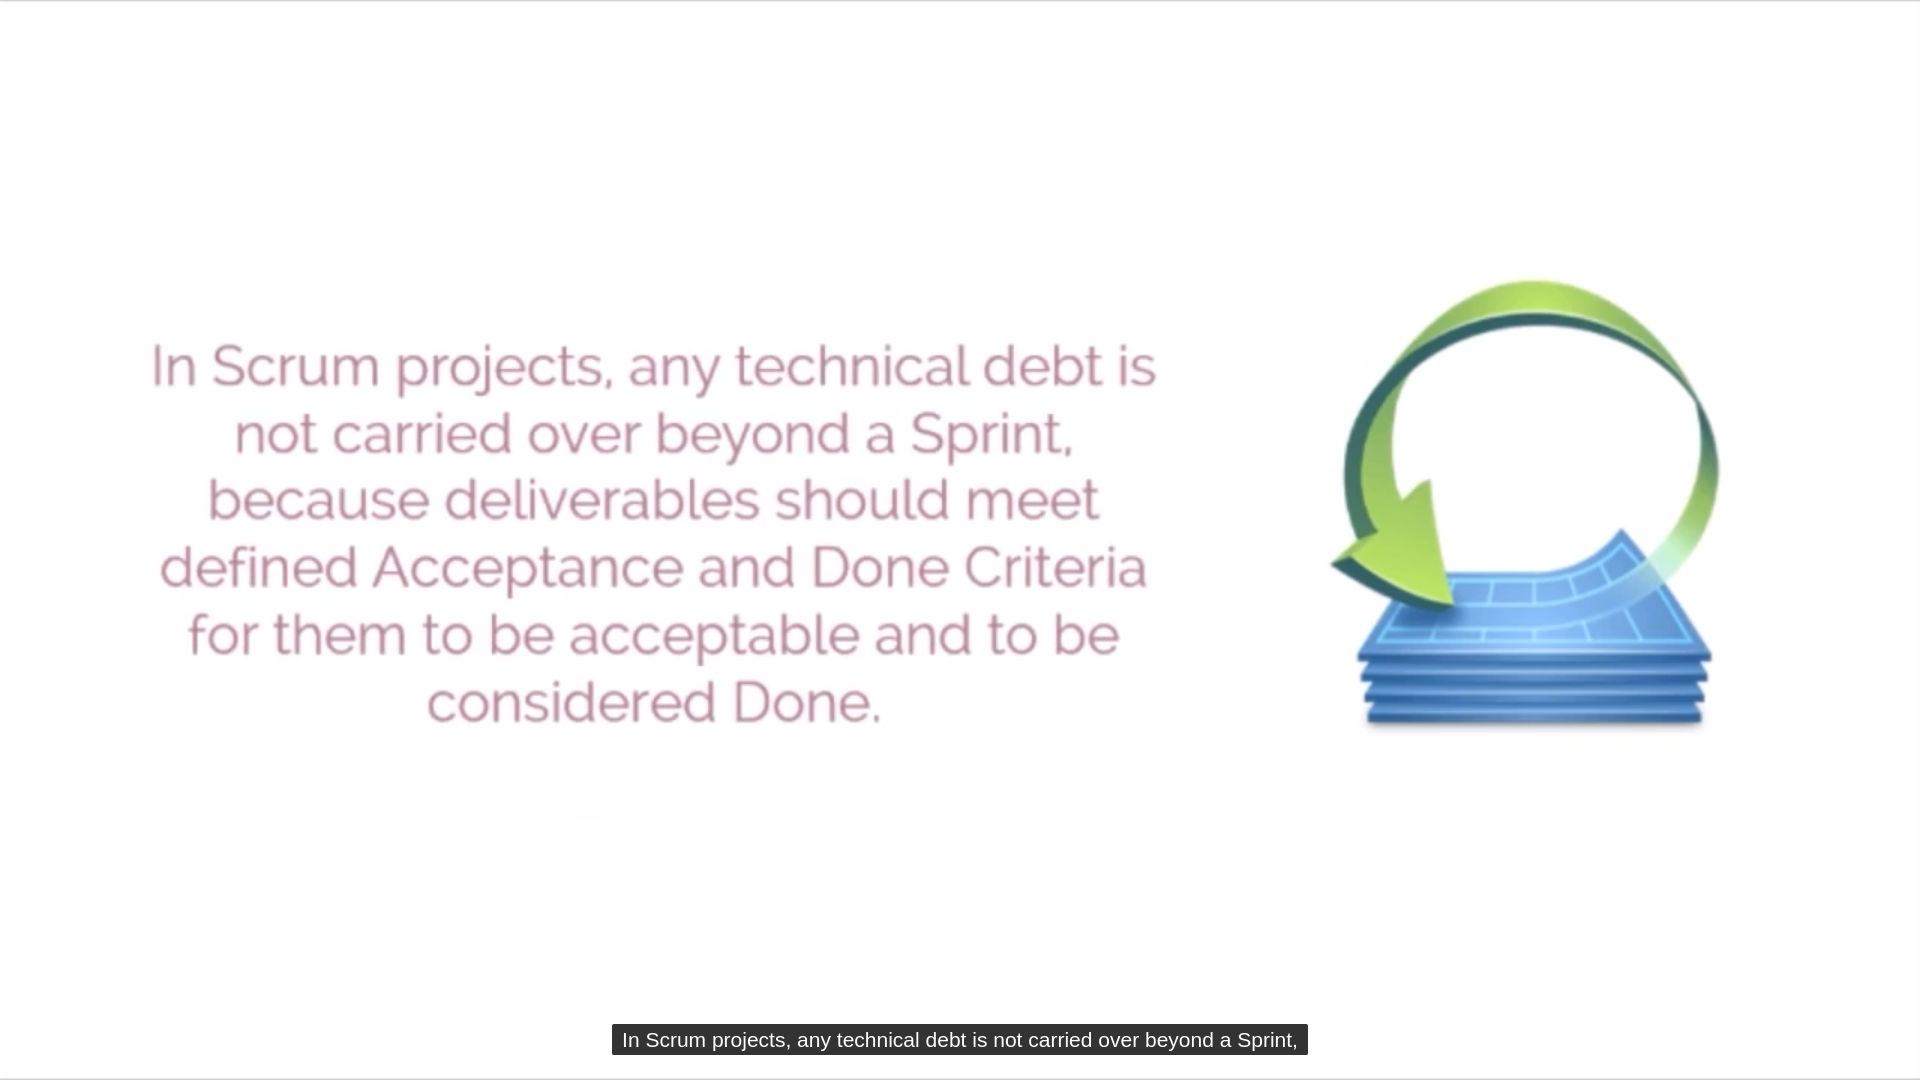 In Scrum projects, any technical debt is
not carried over beyond a Sprint,
because deliverables should meet
defined Acceptance and Done Criteria
for them to be acceptable and to be
considered Done.
In Scrum projects, any technical debt is not carried over beyond a Sprint,